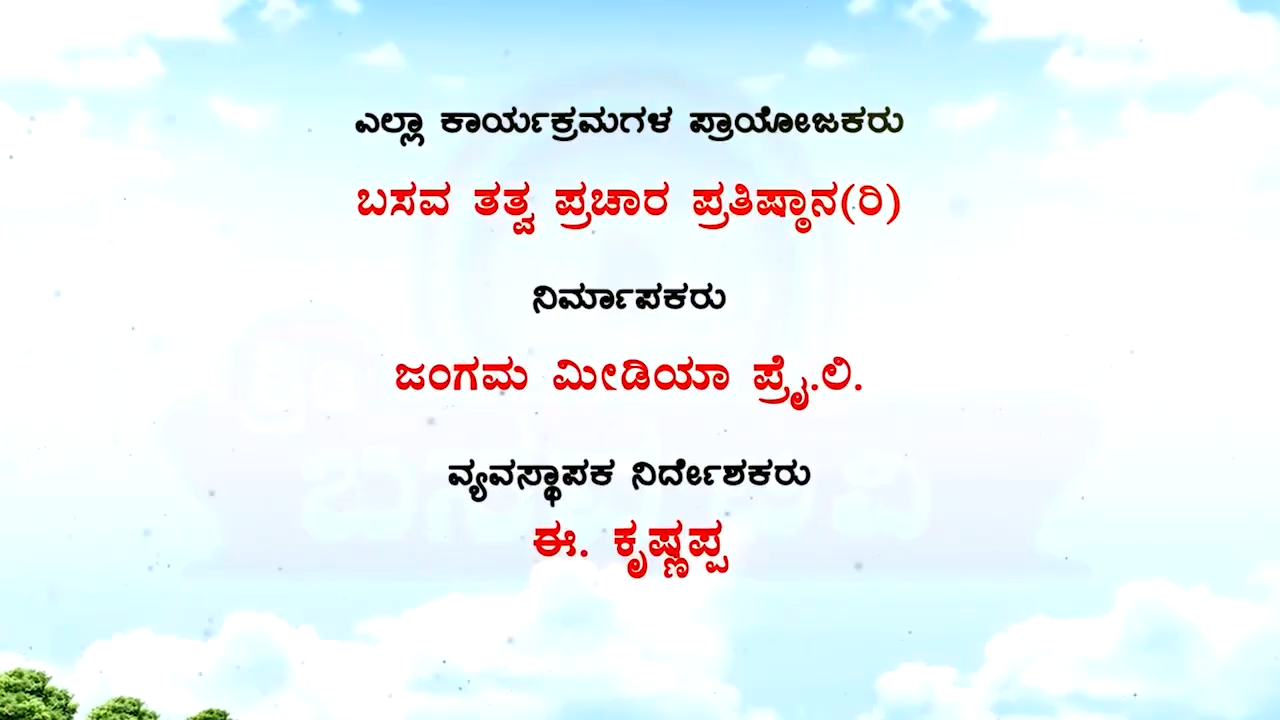 ಎಲ್ಲಾ ಕಾರ್ಯಕ್ರಮಗಳ ಪ್ರಾಯೋಜಕರು
ಬಸವ ತತ್ವ ಪ್ರಚಾರ ಪ್ರತಿಷ್ಠಾನ(ರಿ)
ನಿರ್ಮಾಪಕರು
ಜಂಗಮ ಮೀಡಿಯಾ ಪ್ರೈ.ಲಿ.
ವ್ಯವಸ್ಥಾಪಕ ನಿರ್ದೇಶಕರು
ಈ. ಕೃಷ್ಣಪ್ಪ